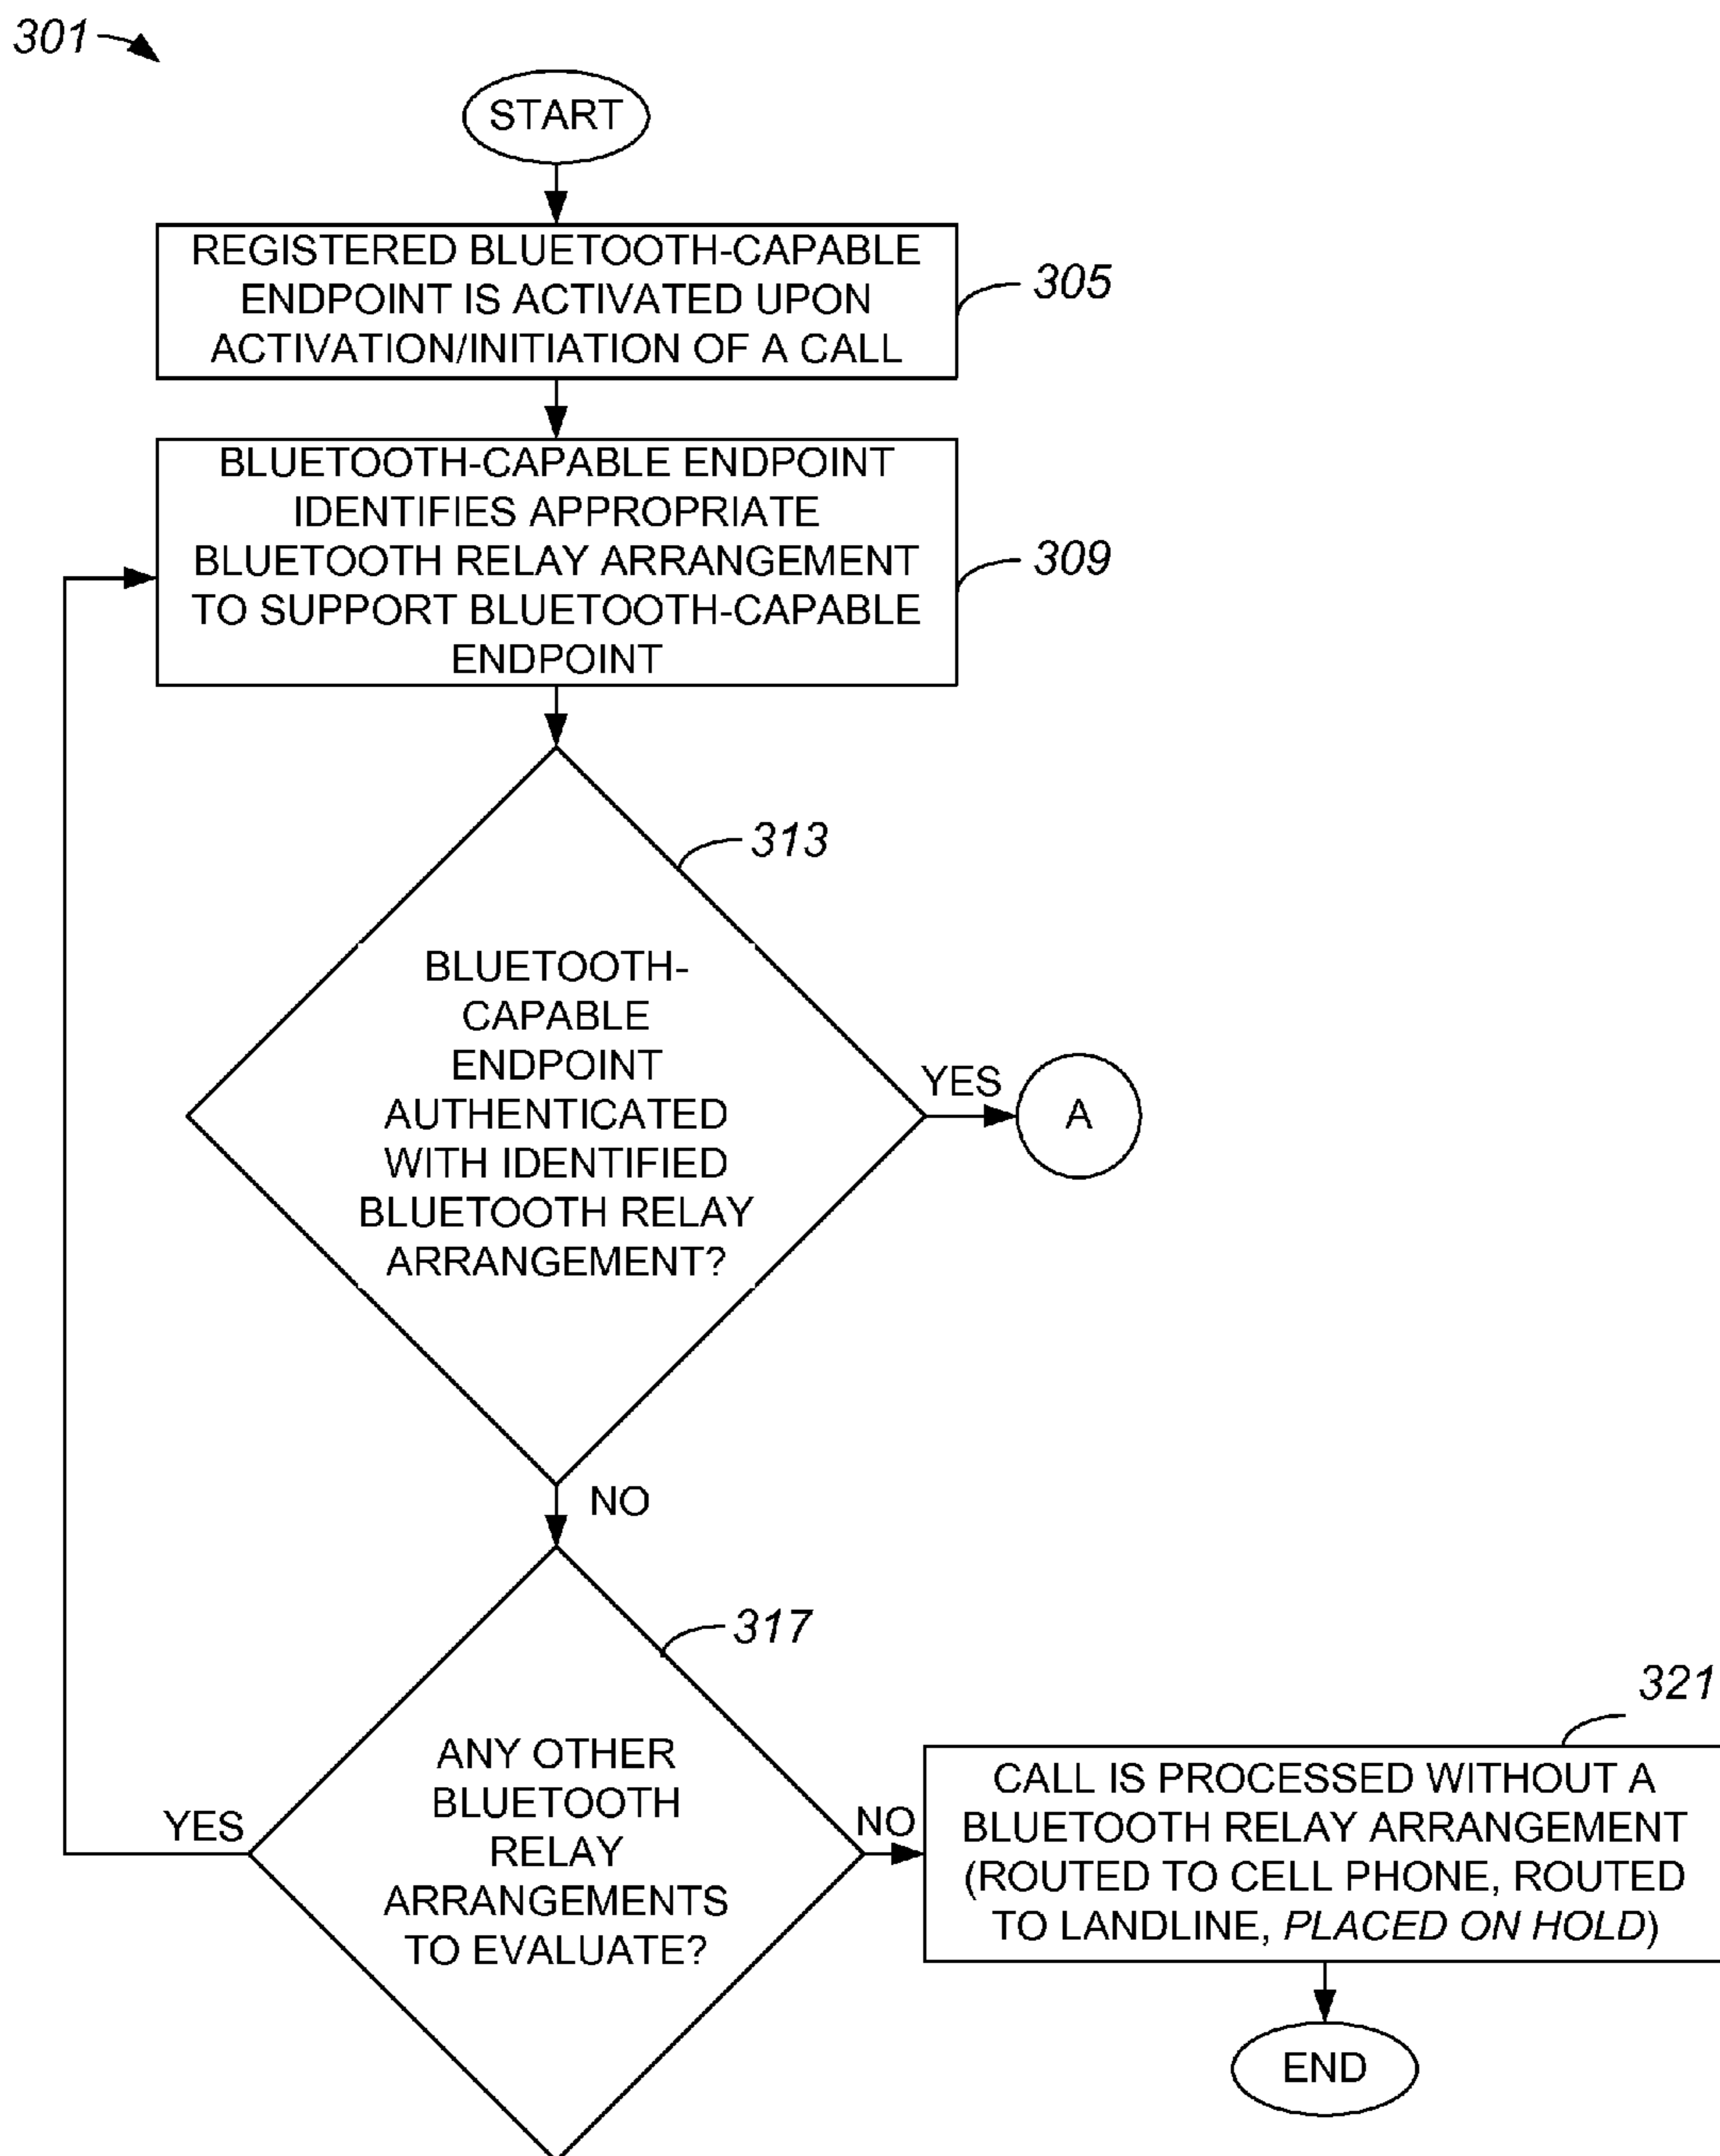 301
START
REGISTERED BLUETOOTH-CAPABLE
ENDPOINT IS ACTIVATED UPON
ACTIVATION/INITIATION OF A CALL
305
BLUETOOTH-CAPABLE ENDPOINT
IDENTIFIES APPROPRIATE
BLUETOOTH RELAY ARRANGEMENT
TO SUPPORT BLUETOOTH-CAPABLE
ENDPOINT
309
313
BLUETOOTH-
CAPABLE
ENDPOINT
AUTHENTICATED
WITH IDENTIFIED
BLUETOOTH RELAY
ARRANGEMENT?
YES
A
NO
317
ANY OTHER
BLUETOOTH
RELAY
ARRANGEMENTS
TO EVALUATE?
YES
NO
321
CALL IS PROCESSED WITHOUT A
BLUETOOTH RELAY ARRANGEMENT
(ROUTED TO CELL PHONE, ROUTED
TO LANDLINE, PLACED ON HOLD)
END